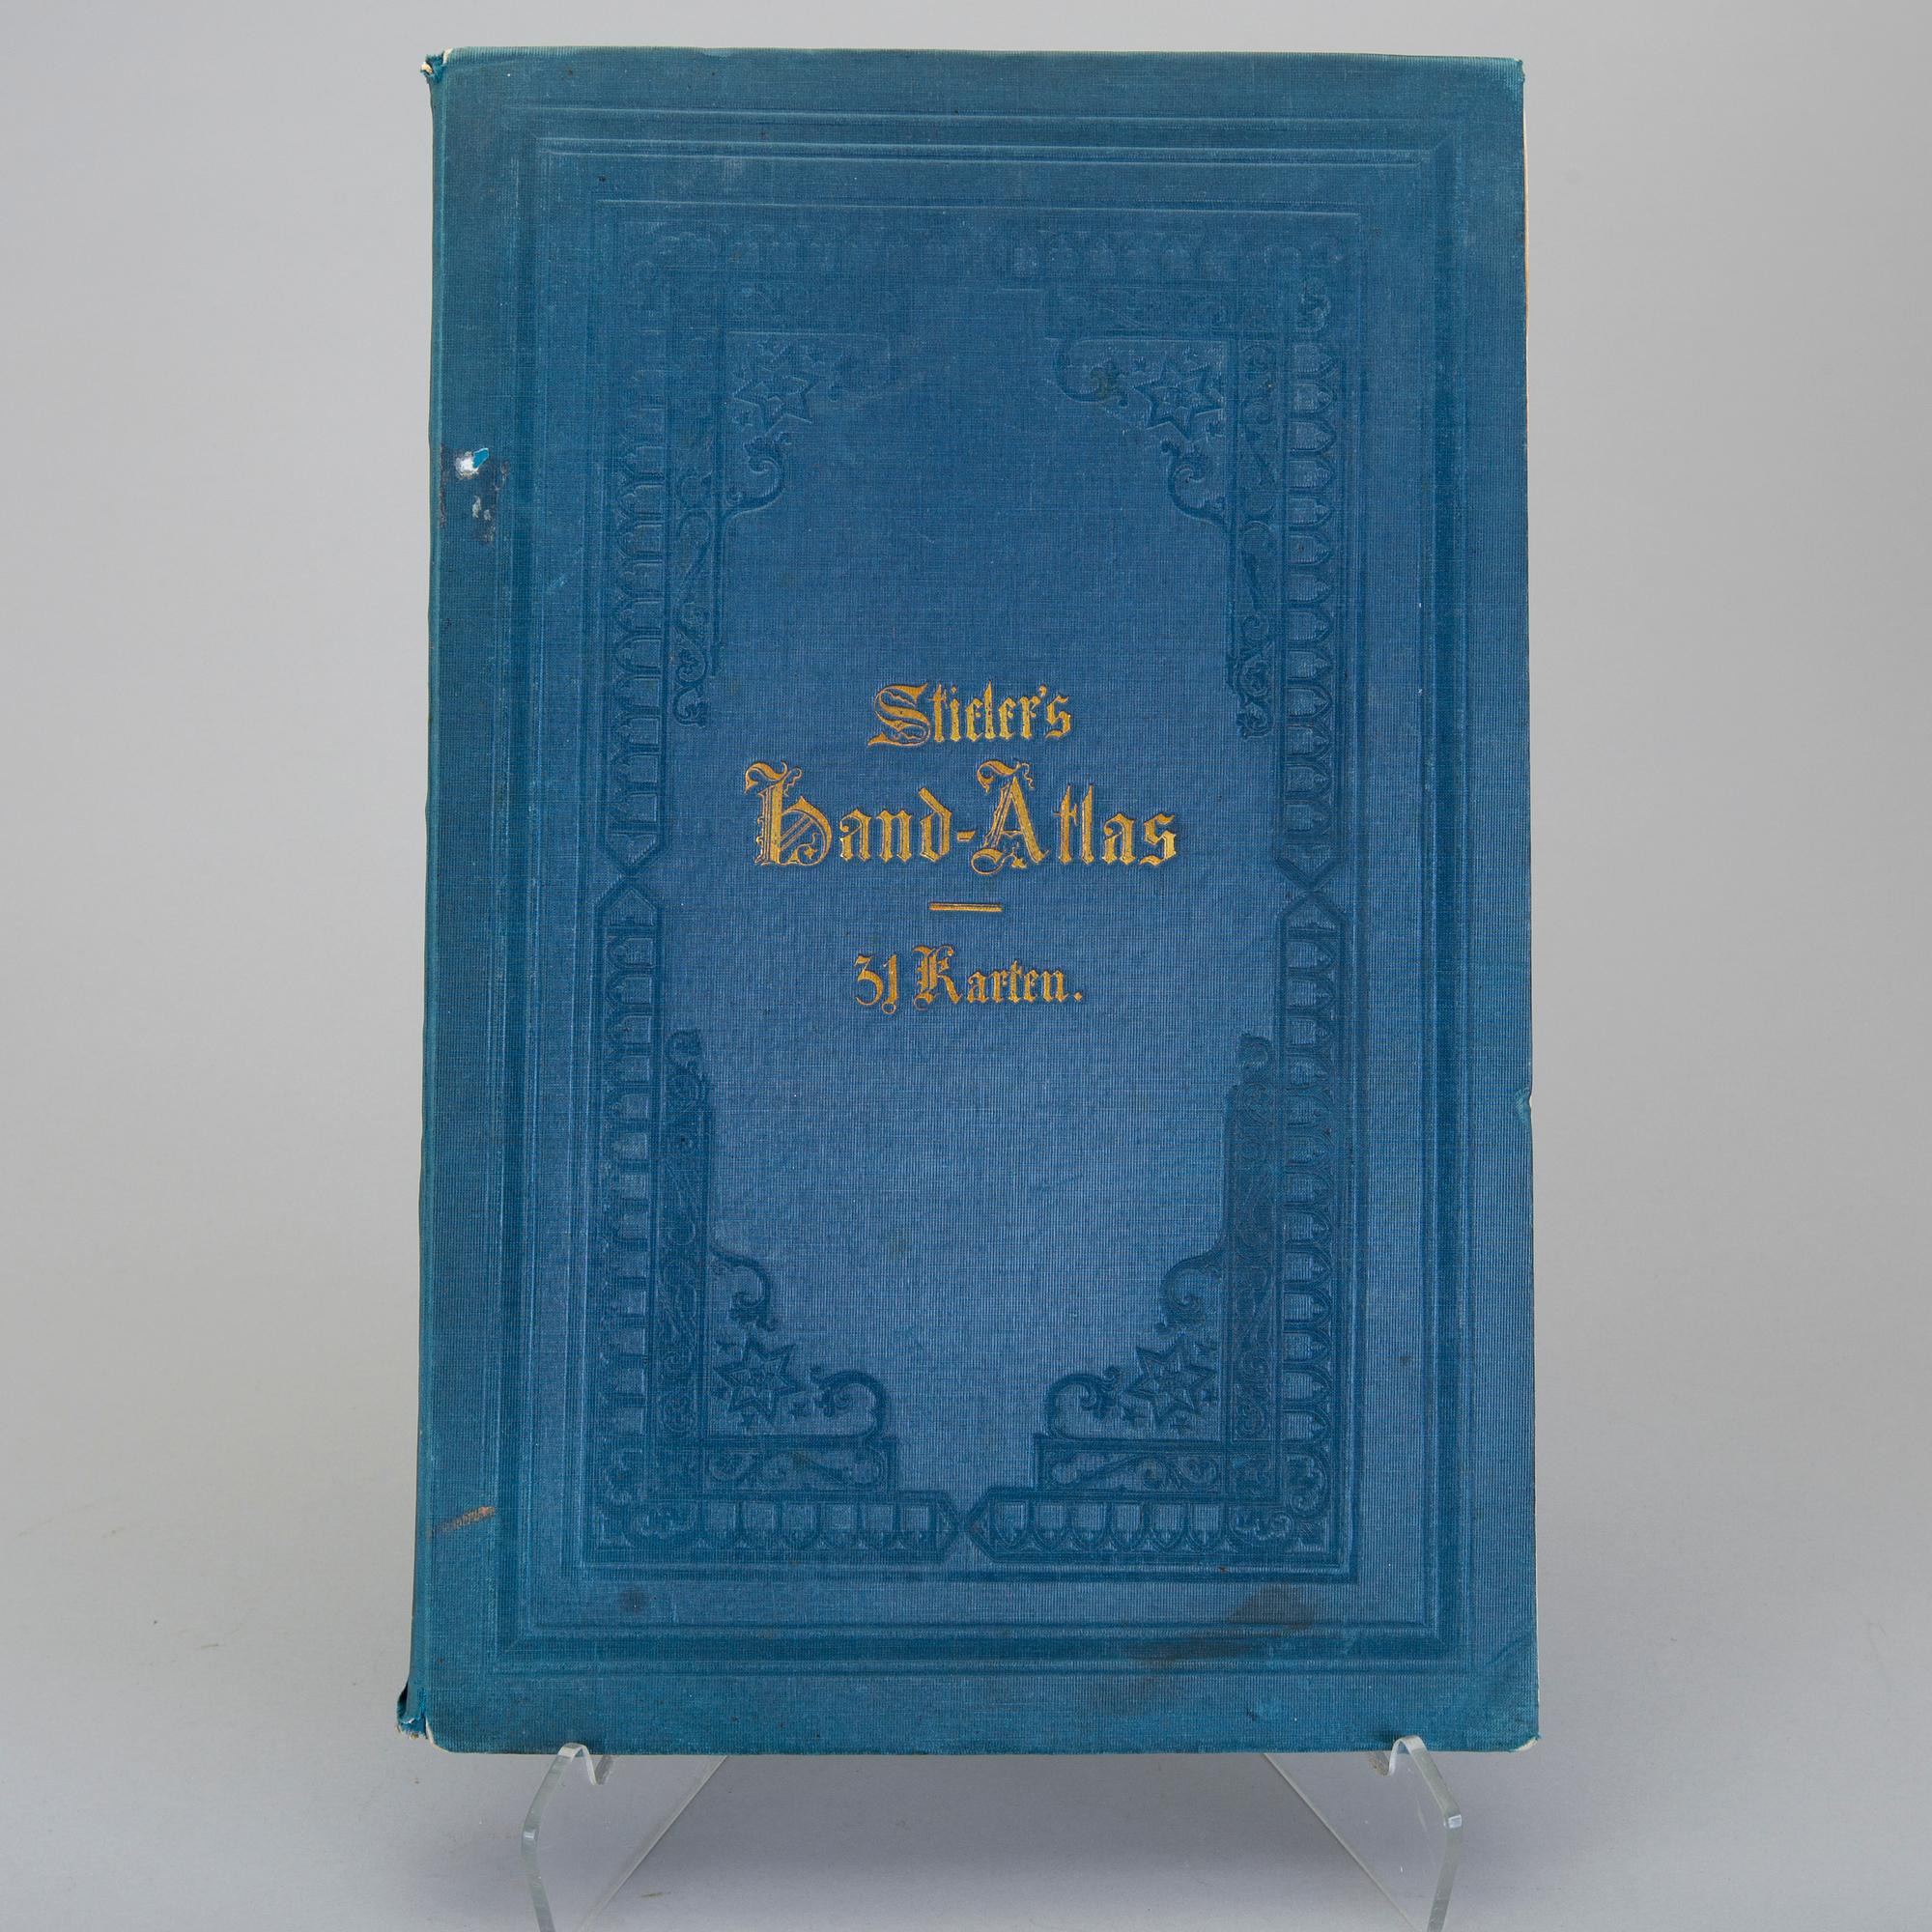 Stieler's
Hand-Atlas
31 Karten.